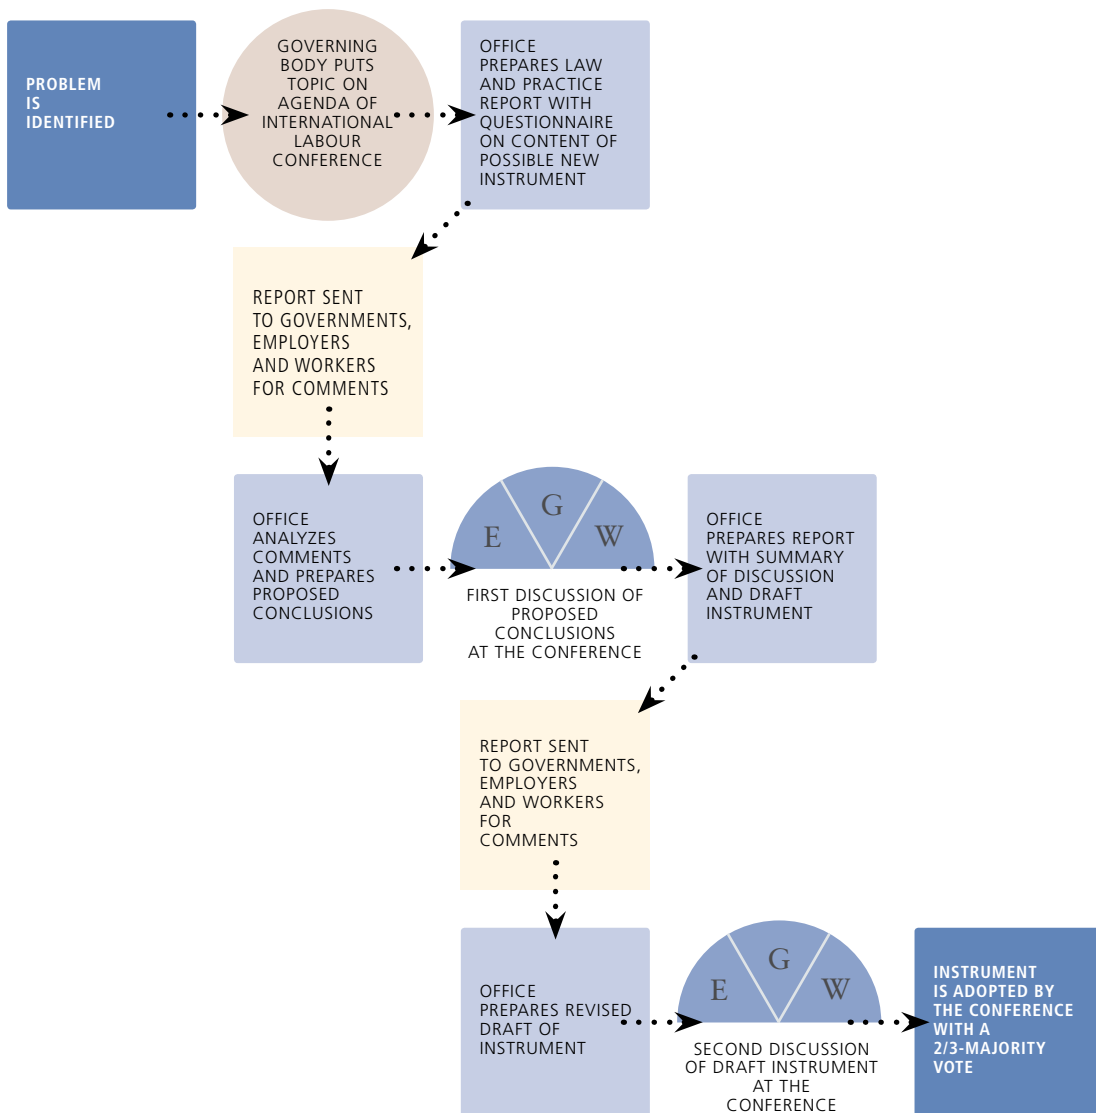 PROBLEM
IS
IDENTIFIED
GOVERNING
BODY PUTS
TOPIC ON
AGENDA OF
INTERNATIONAL
LABOUR
CONFERENCE
OFFICE
PREPARES LAW
AND PRACTICE
REPORT WITH
QUESTIONNAIRE
ON CONTENT OF
POSSIBLE NEW
INSTRUMENT
REPORT SENT
TO GOVERNMENTS,
EMPLOYERS
AND WORKERS
FOR COMMENTS
OFFICE
ANALYZES
COMMENTS
AND PREPARES
PROPOSED
CONCLUSIONS
E
G
W
FIRST DISCUSSION OF
PROPOSED
CONCLUSIONS
AT THE CONFERENCE
OFFICE
PREPARES REPORT
WITH SUMMARY
OF DISCUSSION
AND DRAFT
INSTRUMENT
REPORT SENT
TO GOVERNMENTS,
EMPLOYERS
AND WORKERS
FOR
COMMENTS
OFFICE
PREPARES REVISED
DRAFT OF
INSTRUMENT
E
G
W
SECOND DISCUSSION
OF DRAFT INSTRUMENT
AT THE
CONFERENCE
INSTRUMENT
IS ADOPTED BY
THE CONFERENCE
WITH A
2/3-MAJORITY
VOTE